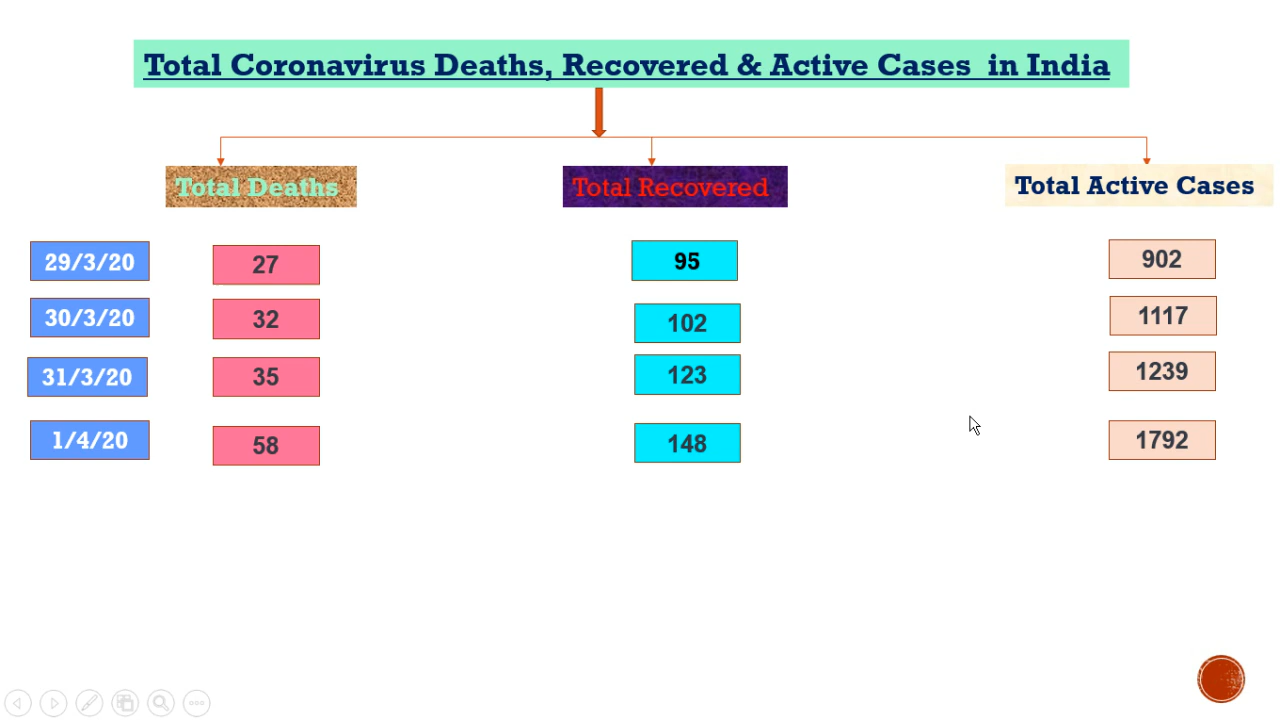 Total Coronavirus Deaths, Recovered & Active Cases in India
Total Deaths Total Recovered Total Active Cases
29/3/20 27 95 902
30/3/20 32 102 1117
31/3/20 35 123 1239
1/4/20 58 148 1792